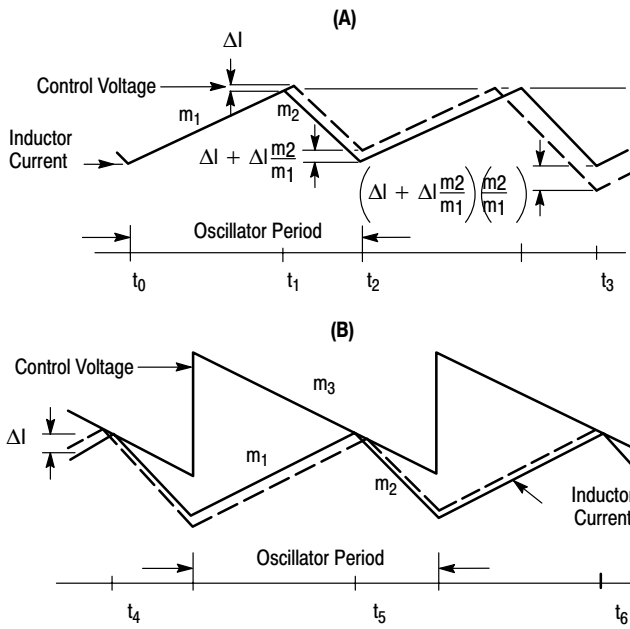 (A)
ΔI
Control Voltage
m1
m2
Inductor
Current
ΔI + ΔI m2/m1
(ΔI + ΔI m2/m1)(m2/m1)
Oscillator Period
t0 t1 t2 t3
(B)
Control Voltage
m3
ΔI
m1
m2
Inductor
Current
Oscillator Period
t4 t5 t6